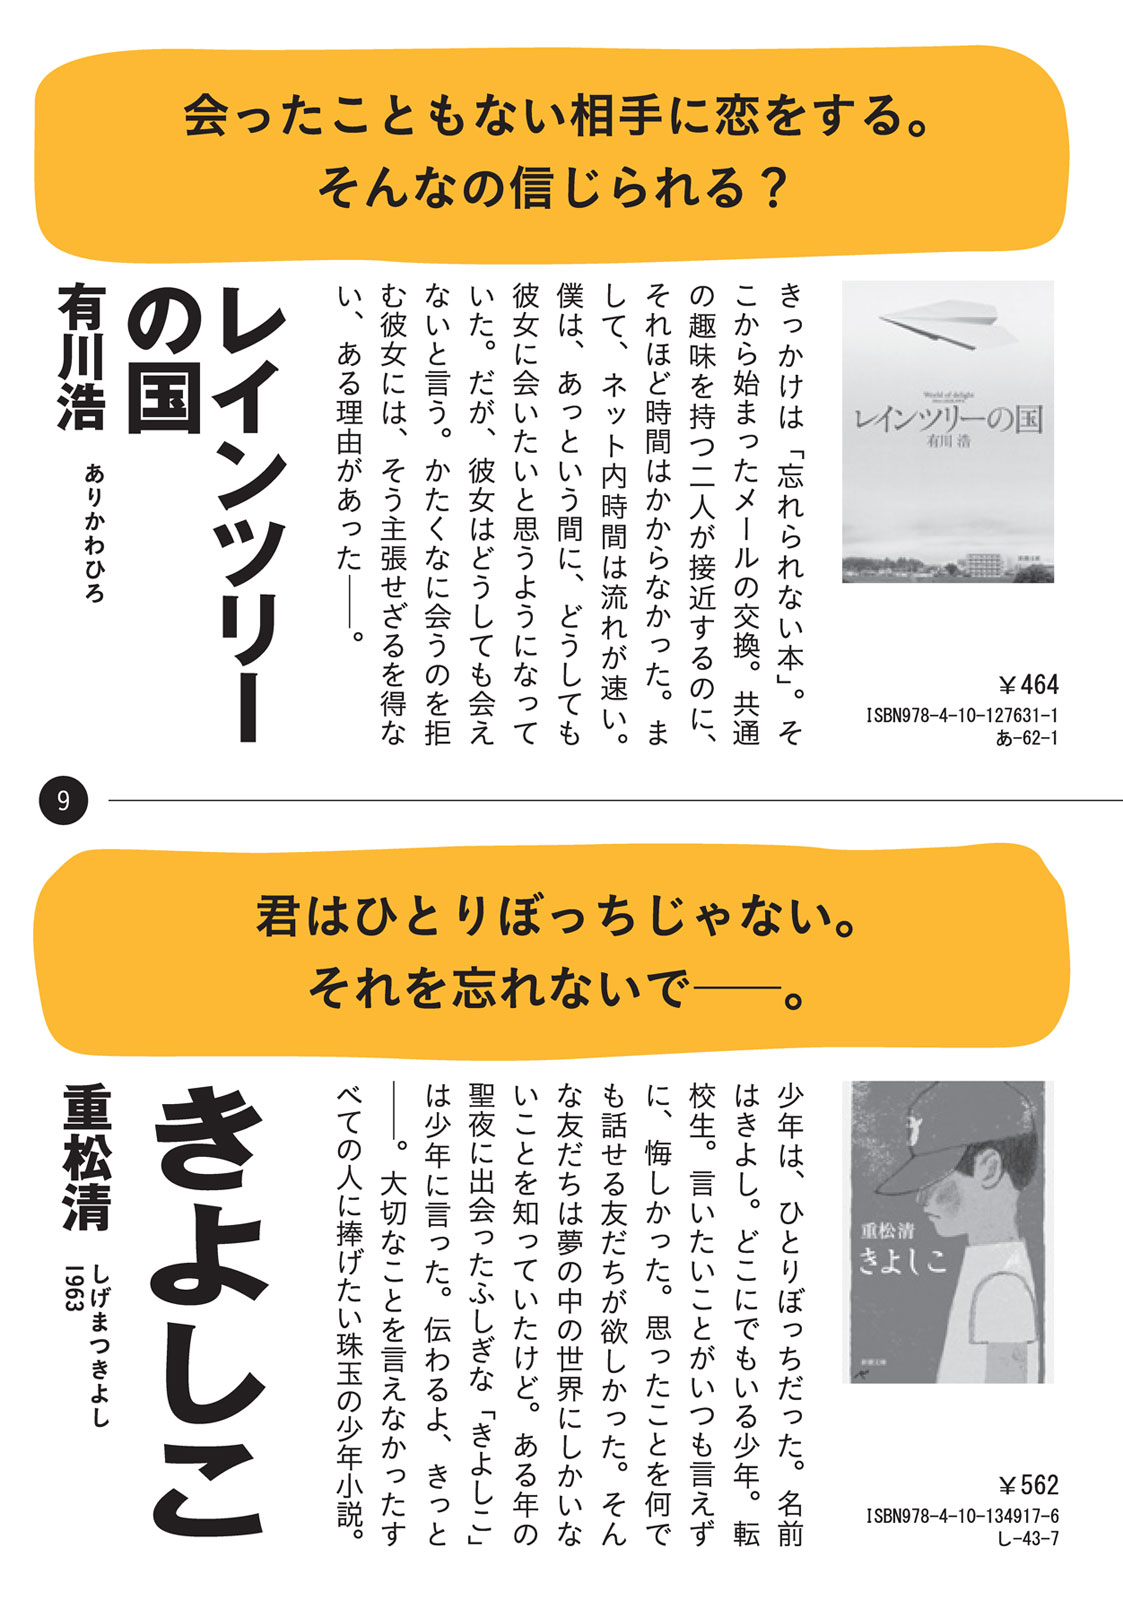 会ったこともない相手に恋をする。
そんなの信じられる？
World of delight
レインツリーの国
有川 浩
新潮文庫
￥464
ISBN978-4-10-127631-1
あ-62-1
きっかけは「忘れられない本」。そ
こから始まったメールの交換。共通
の趣味を持つ二人が接近するのに、
それほど時間はかからなかった。ま
して、ネット内時間は流れが速い。
僕は、あっという間に、どうしても
彼女に会いたいと思うようになって
いた。だが、彼女はどうしても会え
ないと言う。かたくなに会うのを拒
む彼女には、そう主張せざるを得な
い、ある理由があった――。
レインツリー
の国
有川浩
ありかわひろ
9
君はひとりぼっちじゃない。
それを忘れないで――。
重松清
きよしこ
新潮文庫
￥562
ISBN978-4-10-134917-6
し-43-7
少年は、ひとりぼっちだった。名前
はきよし。どこにでもいる少年。転
校生。言いたいことがいつも言えず
に、悔しかった。思ったことを何で
も話せる友だちが欲しかった。そん
な友だちは夢の中の世界にしかいな
いことを知っていたけど。ある年の
聖夜に出会ったふしぎな「きよしこ」
は少年に言った。伝わるよ、きっと
――。大切なことを言えなかったす
べての人に捧げたい珠玉の少年小説。
きよしこ
重松清
しげまつきよし
1963